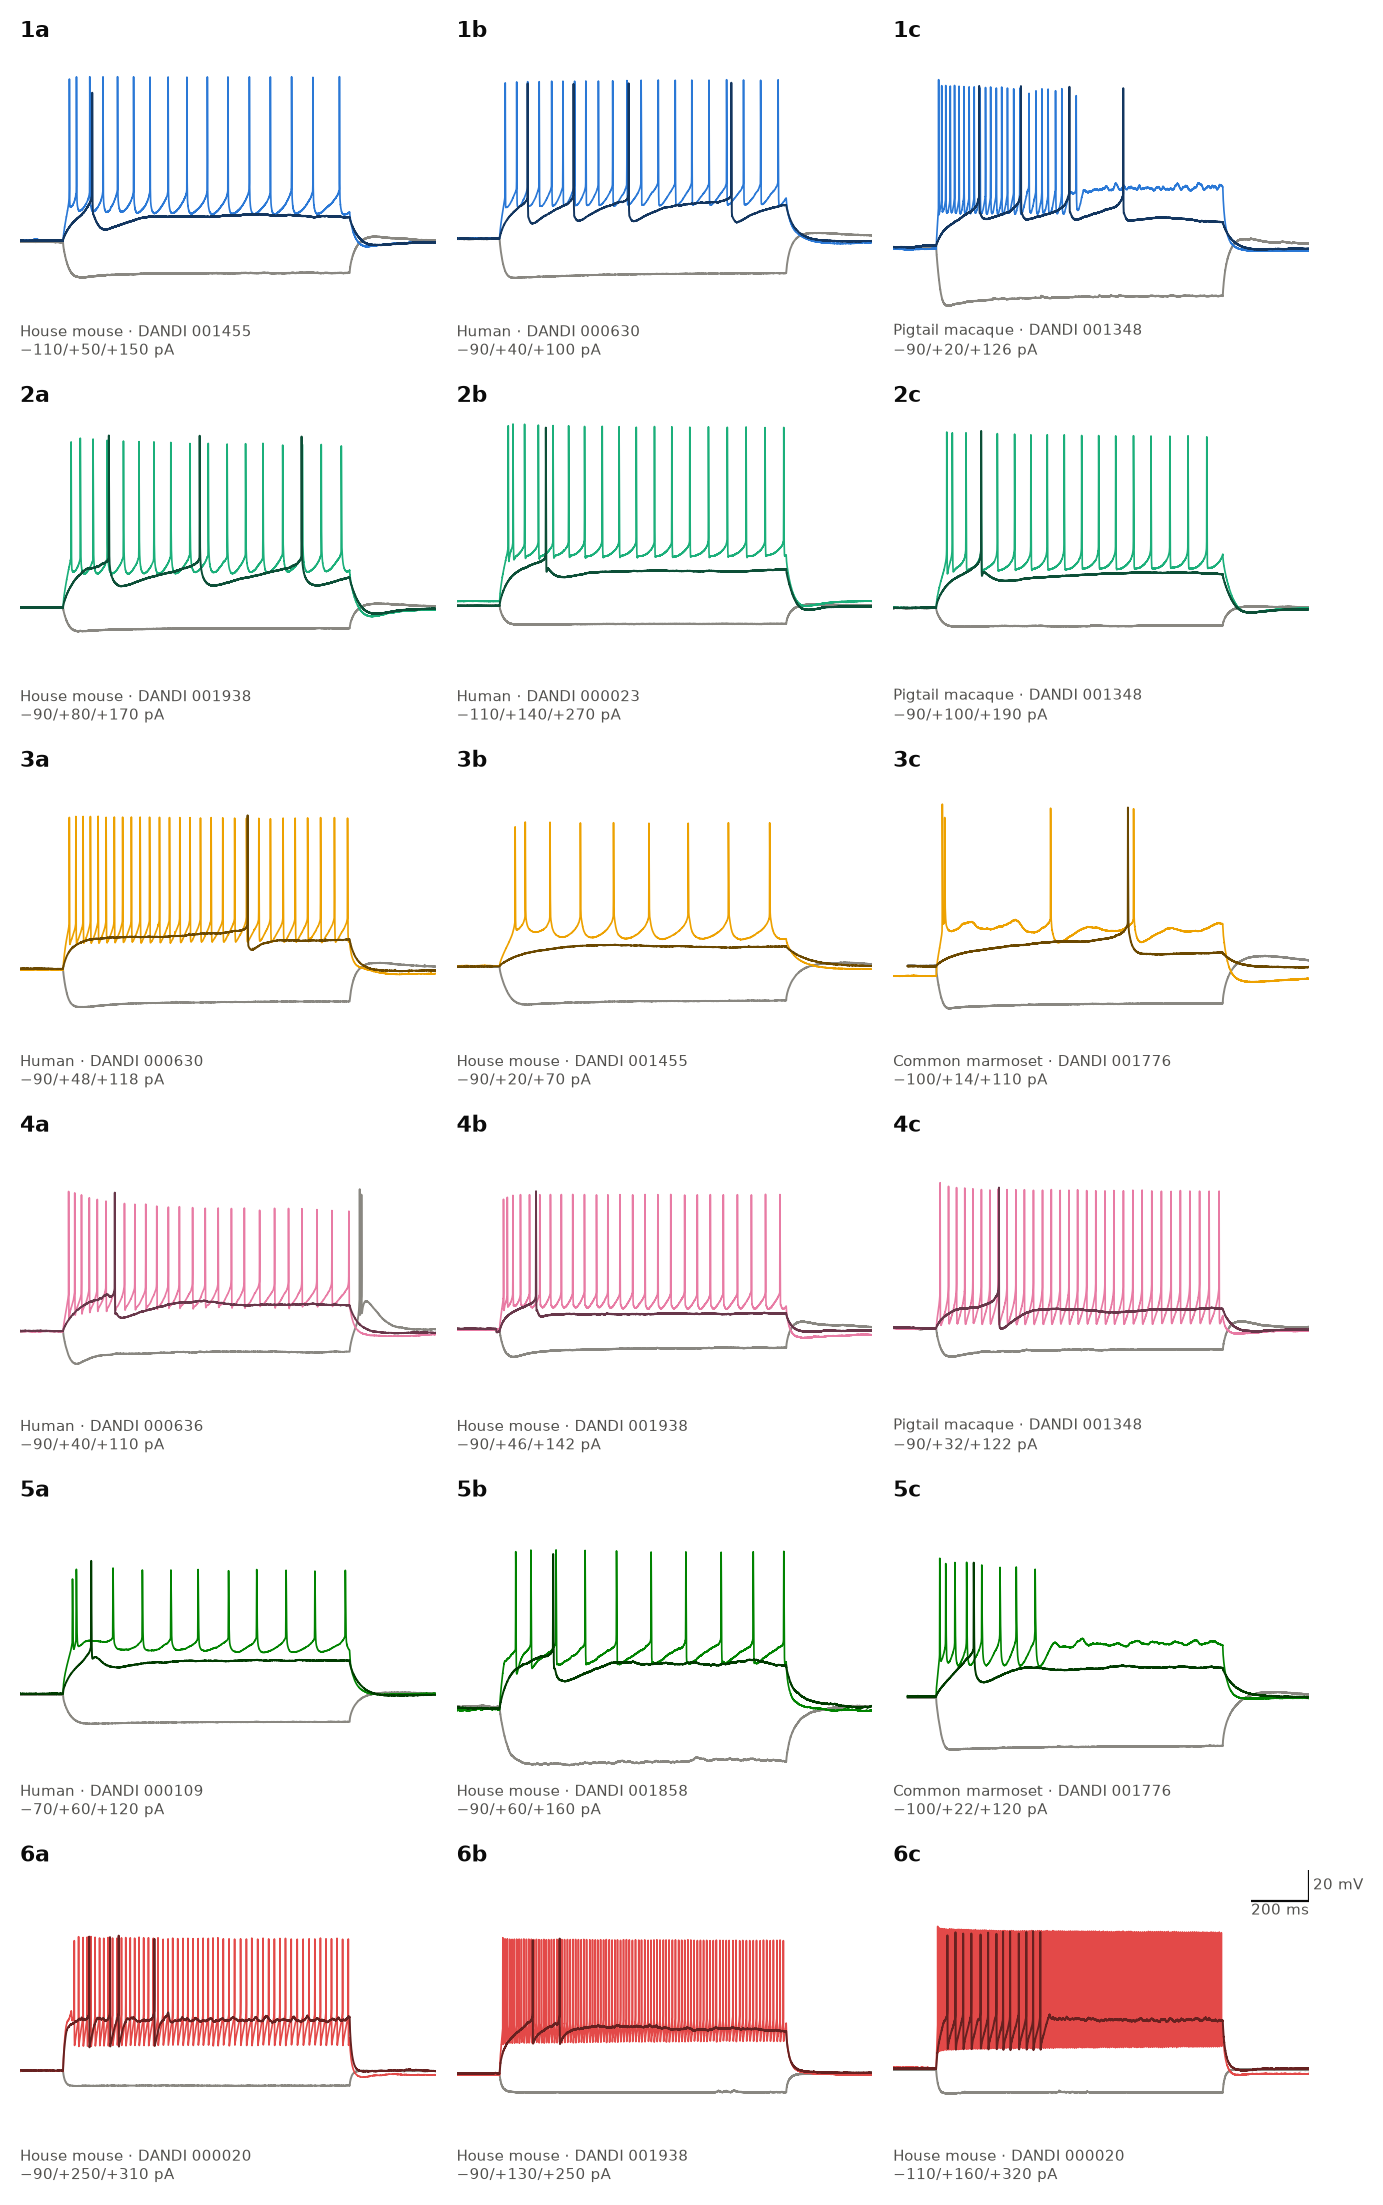 1a
1b
1c
House mouse · DANDI 001455
−110/+50/+150 pA
Human · DANDI 000630
−90/+40/+100 pA
Pigtail macaque · DANDI 001348
−90/+20/+126 pA
2a
2b
2c
House mouse · DANDI 001938
−90/+80/+170 pA
Human · DANDI 000023
−110/+140/+270 pA
Pigtail macaque · DANDI 001348
−90/+100/+190 pA
3a
3b
3c
Human · DANDI 000630
−90/+48/+118 pA
House mouse · DANDI 001455
−90/+20/+70 pA
Common marmoset · DANDI 001776
−100/+14/+110 pA
4a
4b
4c
Human · DANDI 000636
−90/+40/+110 pA
House mouse · DANDI 001938
−90/+46/+142 pA
Pigtail macaque · DANDI 001348
−90/+32/+122 pA
5a
5b
5c
Human · DANDI 000109
−70/+60/+120 pA
House mouse · DANDI 001858
−90/+60/+160 pA
Common marmoset · DANDI 001776
−100/+22/+120 pA
6a
6b
6c
20 mV
200 ms
House mouse · DANDI 000020
−90/+250/+310 pA
House mouse · DANDI 001938
−90/+130/+250 pA
House mouse · DANDI 000020
−110/+160/+320 pA